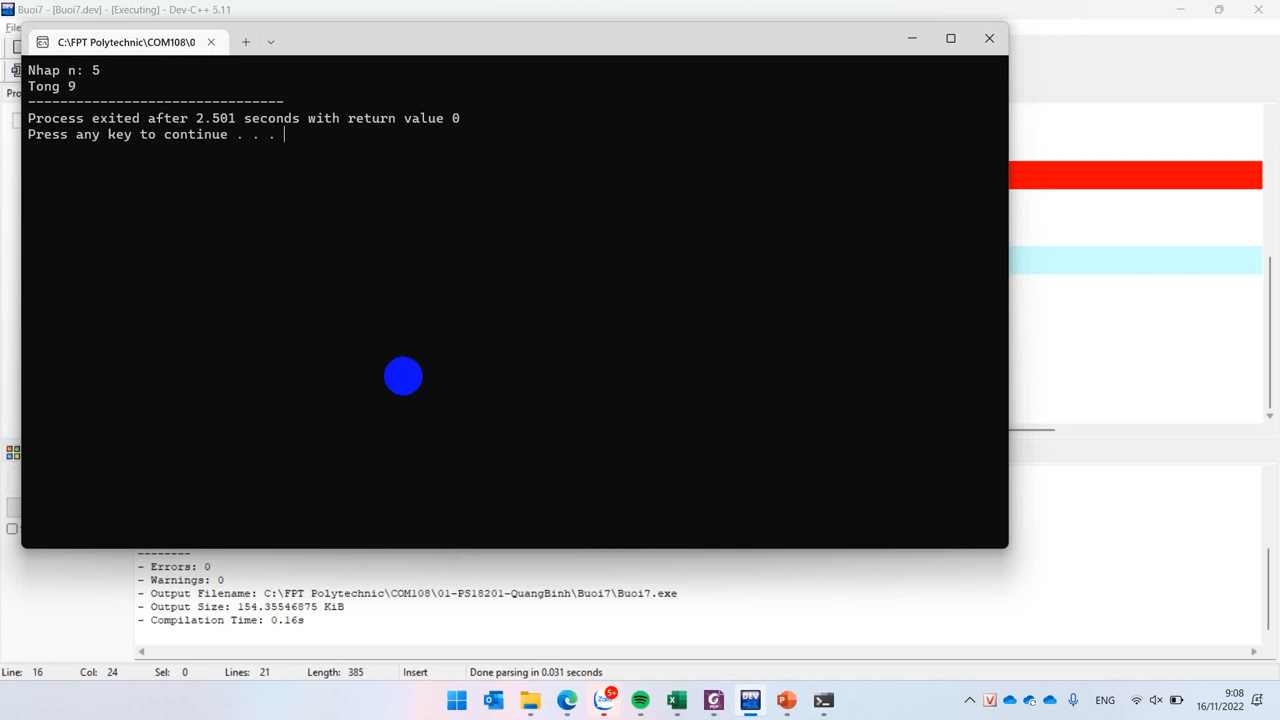 Buoi7 - [Buoi7.dev] - [Executing] - Dev-C++ 5.11
C:\FPT Polytechnic\COM108\0
Nhap n: 5
Tong 9
--------------------------------
Process exited after 2.501 seconds with return value 0
Press any key to continue . . .
--------
- Errors: 0
- Warnings: 0
- Output Filename: C:\FPT Polytechnic\COM108\01-PS18201-QuangBinh\Buoi7\Buoi7.exe
- Output Size: 154.35546875 KiB
- Compilation Time: 0.16s
Line: 16 Col: 24 Sel: 0 Lines: 21 Length: 385 Insert Done parsing in 0.031 seconds
5+
Zalo
DEV
ENG
9:08
16/11/2022